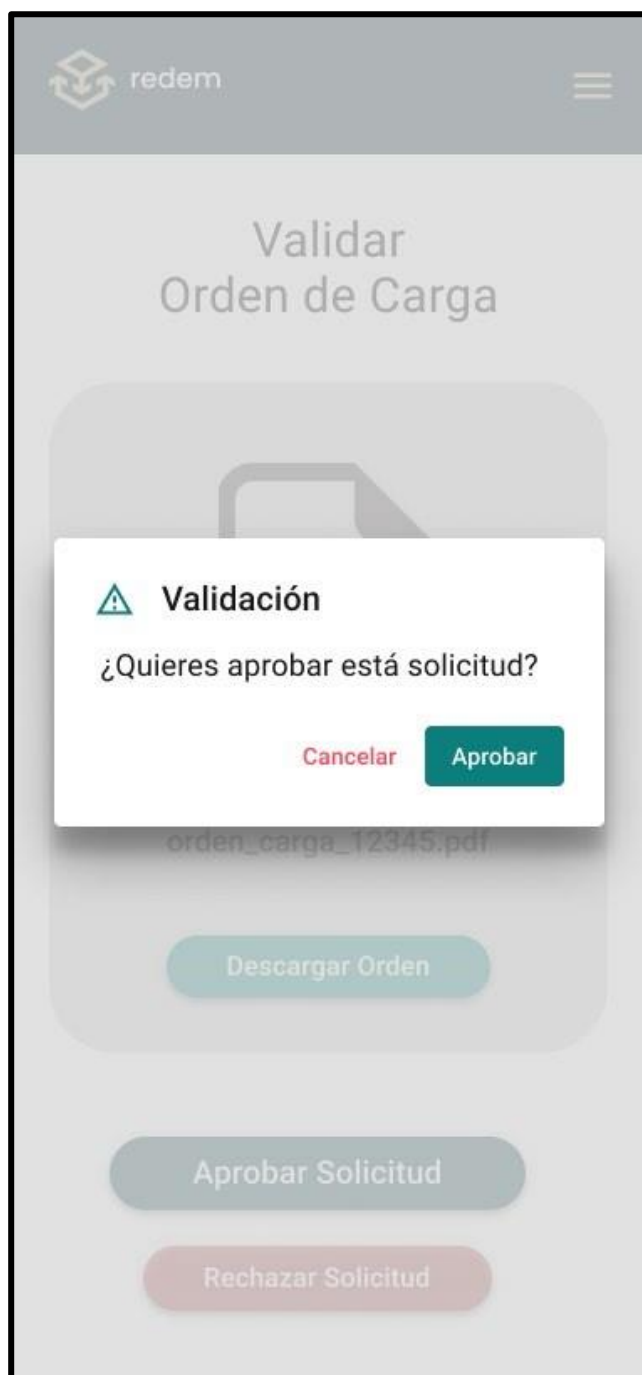 redem
Validar
Orden de Carga
Validación
¿Quieres aprobar está solicitud?
Cancelar
Aprobar
orden_carga_12345.pdf
Descargar Orden
Aprobar Solicitud
Rechazar Solicitud